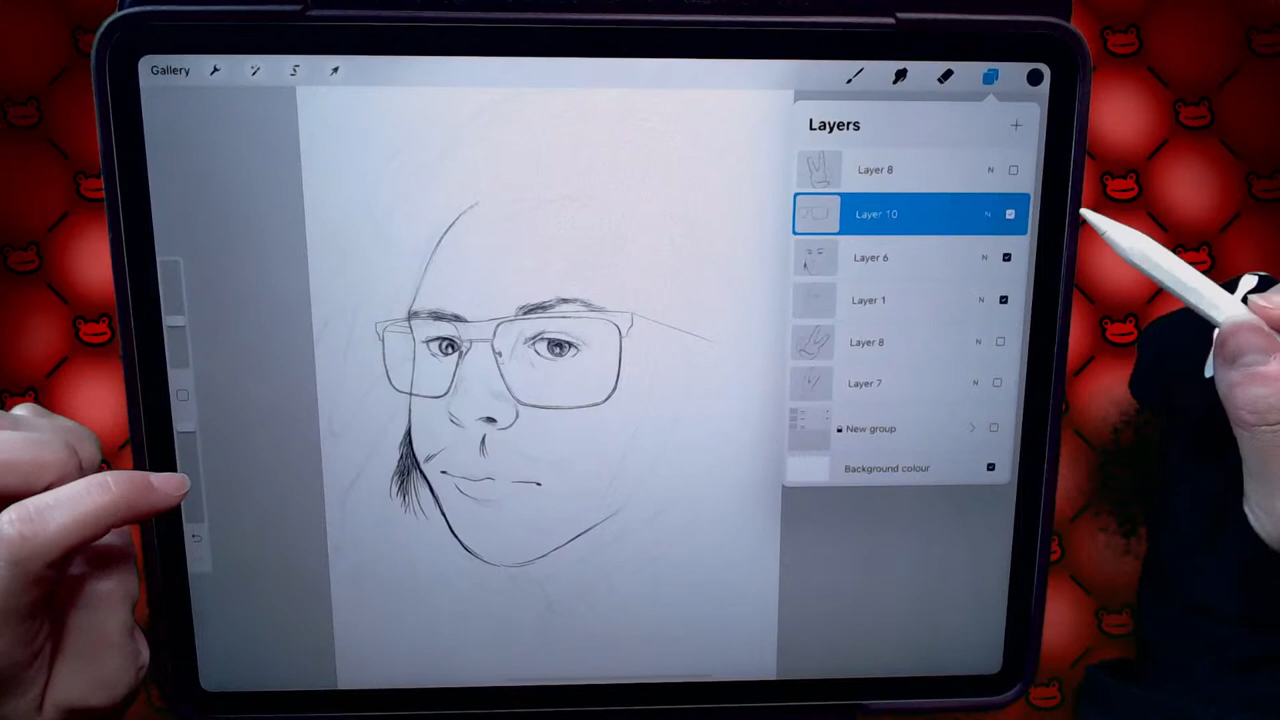 Gallery
Layers
Layer 8 N
Layer 10 N
Layer 6 N
Layer 1 N
Layer 8 N
Layer 7 N
New group
Background colour